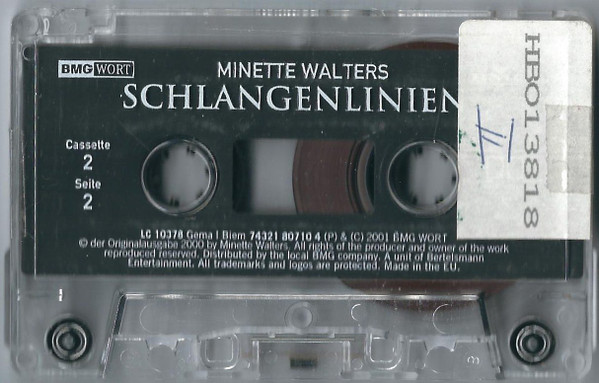 BMG WORT
MINETTE WALTERS
SCHLANGENLINIEN
Cassette
2
Seite
2
LC 10378 Gema | Biem 74321 80710 4 (P) & (C) 2001 BMG WORT
© der Originalausgabe 2000 by Minette Walters. All rights of the producer and owner of the work
reproduced reserved. Distributed by the local BMG company. A unit of Bertelsmann
Entertainment. All trademarks and logos are protected. Made in the EU.
HB013818
II